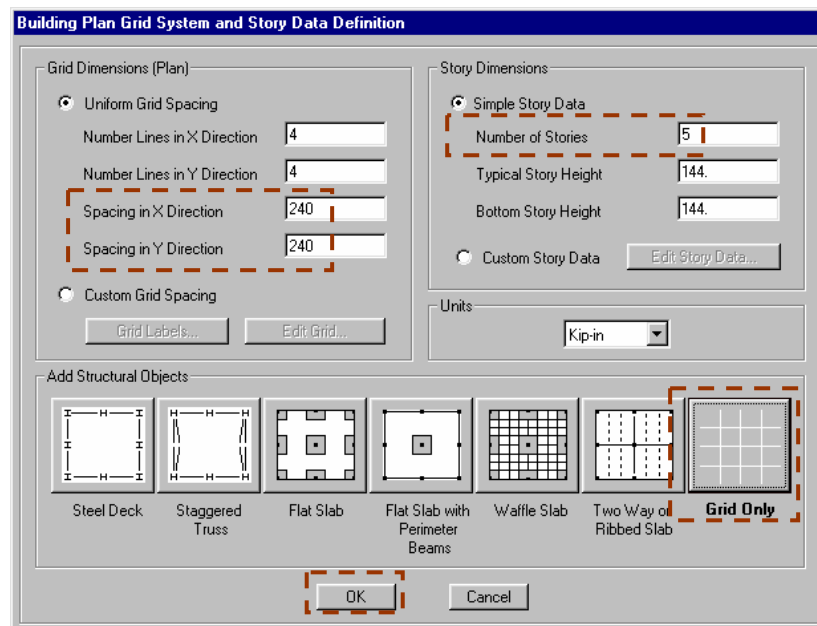 Building Plan Grid System and Story Data Definition
Grid Dimensions (Plan)
Uniform Grid Spacing
Number Lines in X Direction 4
Number Lines in Y Direction 4
Spacing in X Direction 240
Spacing in Y Direction 240
Custom Grid Spacing
Grid Labels... Edit Grid...
Story Dimensions
Simple Story Data
Number of Stories 5
Typical Story Height 144.
Bottom Story Height 144.
Custom Story Data Edit Story Data...
Units
Kip-in
Add Structural Objects
Steel Deck
Staggered
Truss
Flat Slab
Flat Slab with
Perimeter
Beams
Waffle Slab
Two Way or
Ribbed Slab
Grid Only
OK Cancel